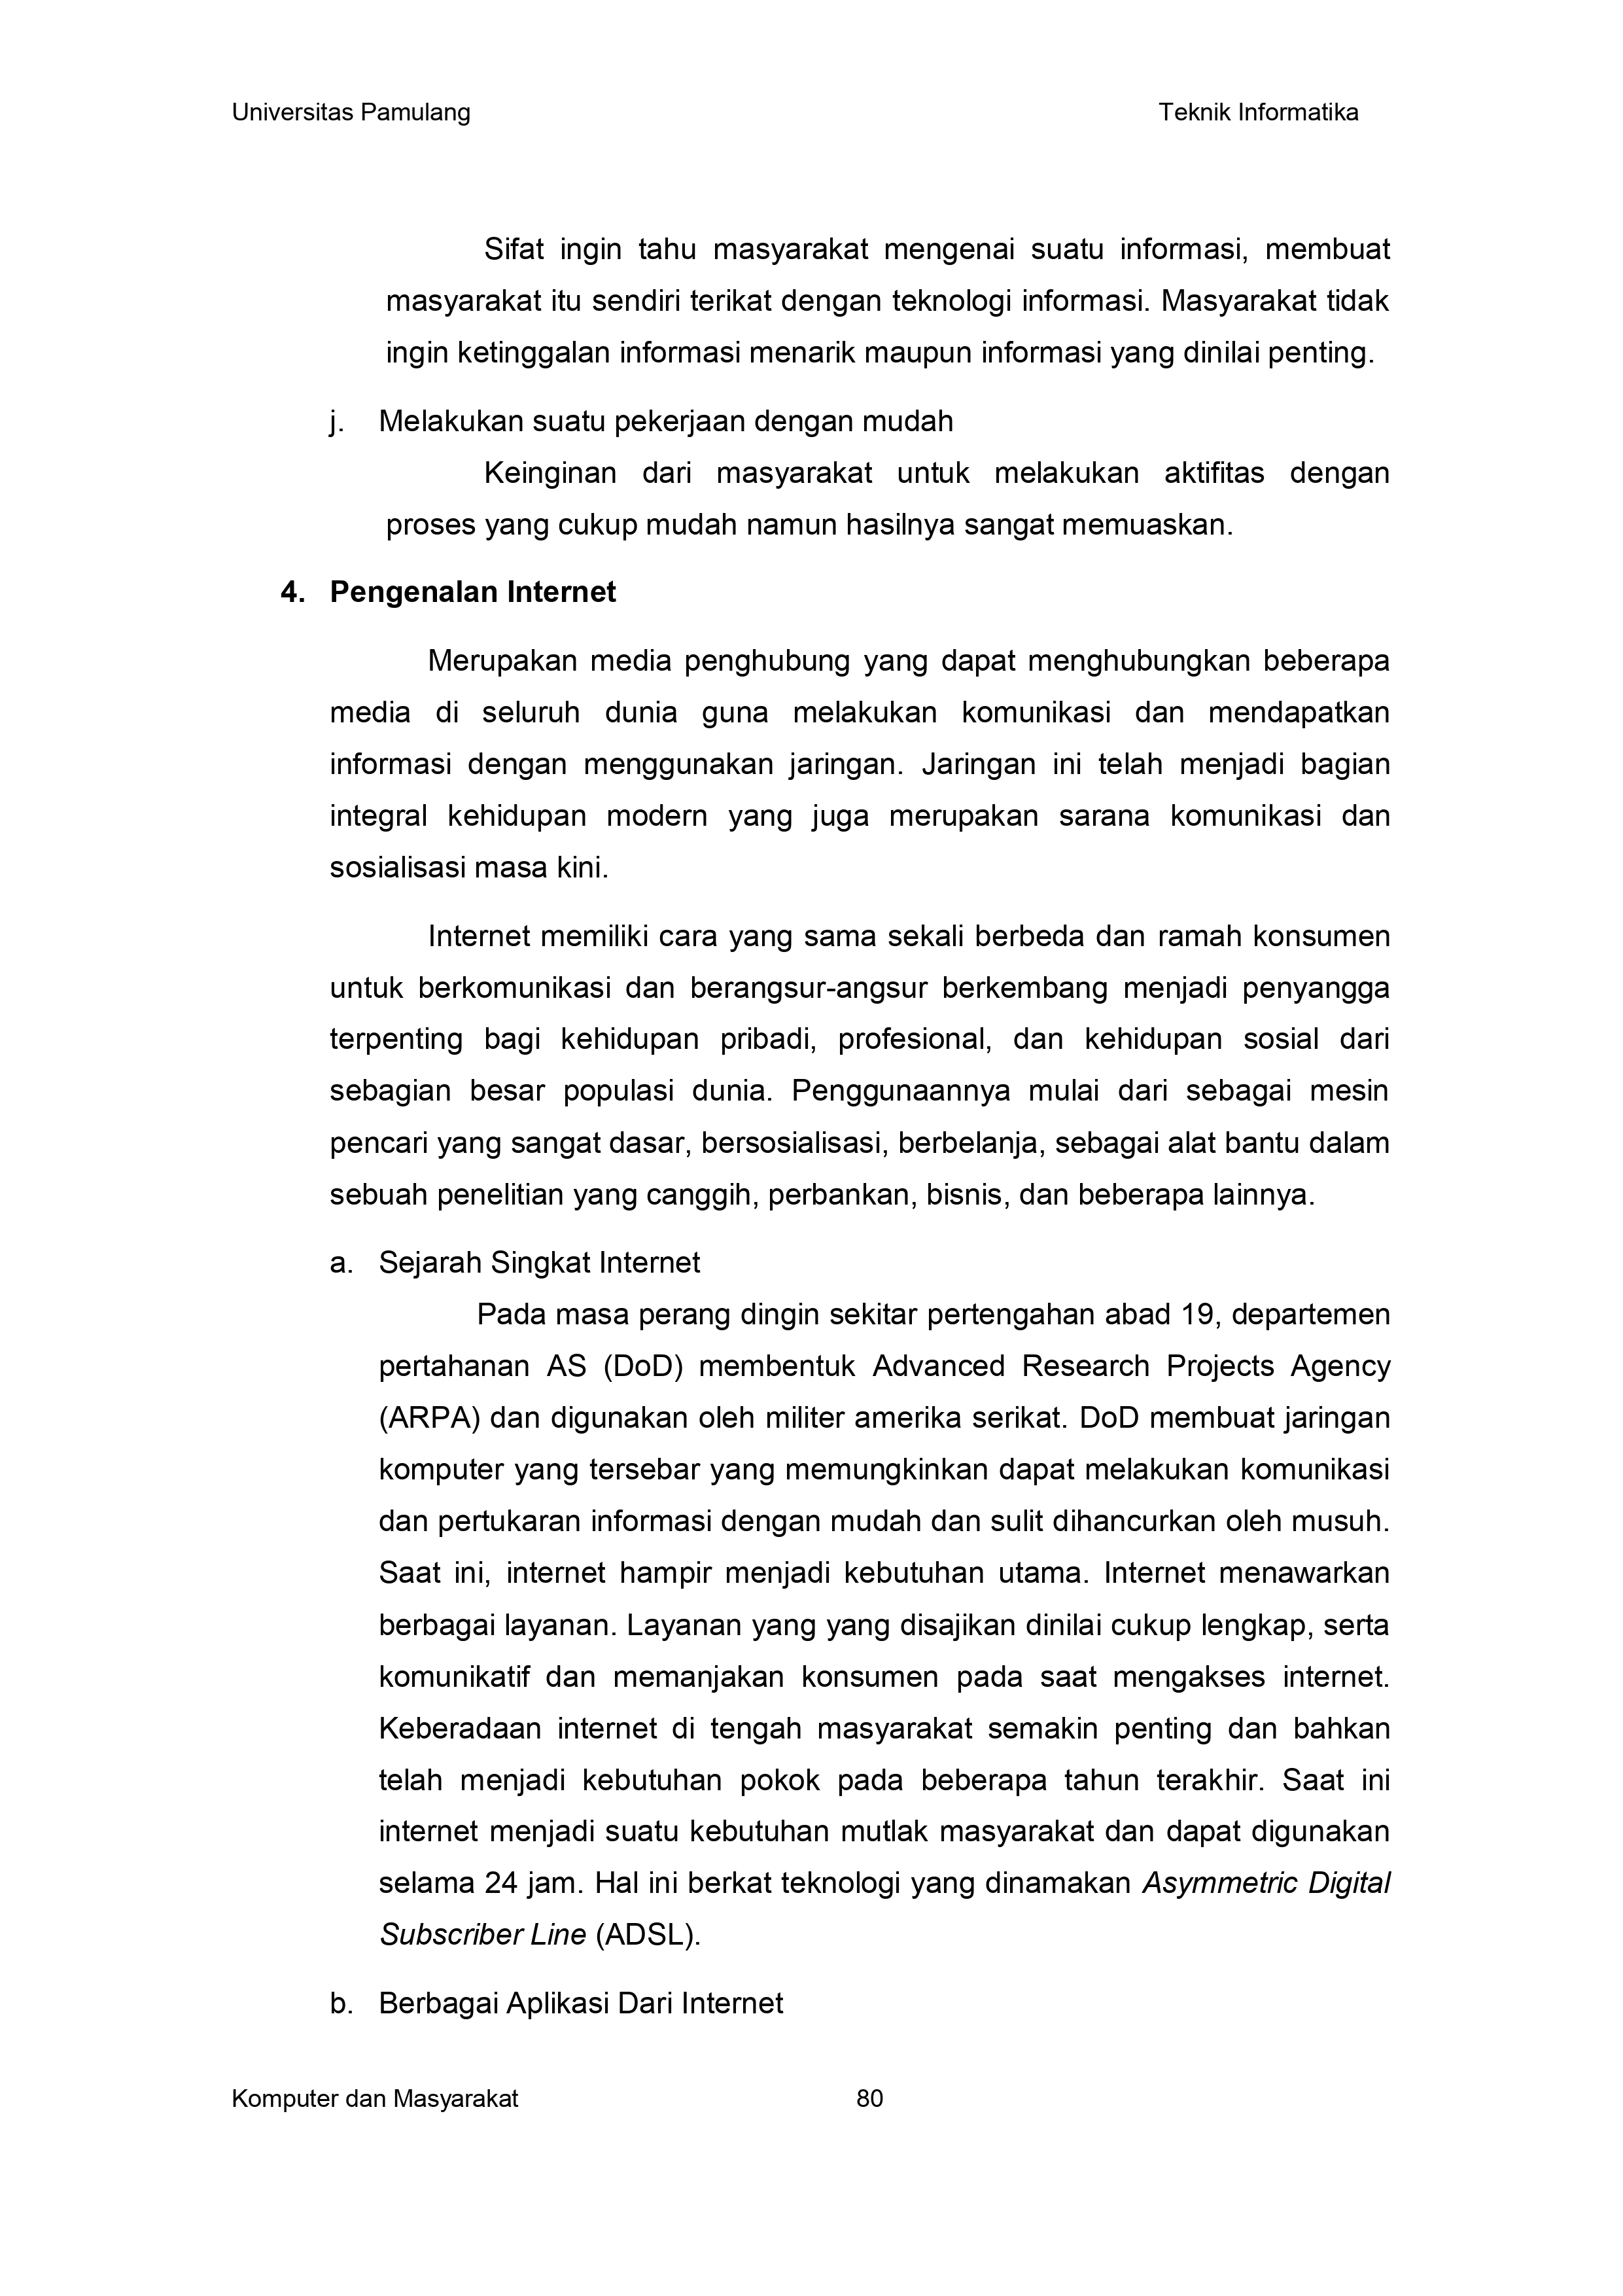 Universitas Pamulang Teknik Informatika
Sifat ingin tahu masyarakat mengenai suatu informasi, membuat
masyarakat itu sendiri terikat dengan teknologi informasi. Masyarakat tidak
ingin ketinggalan informasi menarik maupun informasi yang dinilai penting.
j. Melakukan suatu pekerjaan dengan mudah
Keinginan dari masyarakat untuk melakukan aktifitas dengan
proses yang cukup mudah namun hasilnya sangat memuaskan.
4. Pengenalan Internet
Merupakan media penghubung yang dapat menghubungkan beberapa
media di seluruh dunia guna melakukan komunikasi dan mendapatkan
informasi dengan menggunakan jaringan. Jaringan ini telah menjadi bagian
integral kehidupan modern yang juga merupakan sarana komunikasi dan
sosialisasi masa kini.
Internet memiliki cara yang sama sekali berbeda dan ramah konsumen
untuk berkomunikasi dan berangsur-angsur berkembang menjadi penyangga
terpenting bagi kehidupan pribadi, profesional, dan kehidupan sosial dari
sebagian besar populasi dunia. Penggunaannya mulai dari sebagai mesin
pencari yang sangat dasar, bersosialisasi, berbelanja, sebagai alat bantu dalam
sebuah penelitian yang canggih, perbankan, bisnis, dan beberapa lainnya.
a. Sejarah Singkat Internet
Pada masa perang dingin sekitar pertengahan abad 19, departemen
pertahanan AS (DoD) membentuk Advanced Research Projects Agency
(ARPA) dan digunakan oleh militer amerika serikat. DoD membuat jaringan
komputer yang tersebar yang memungkinkan dapat melakukan komunikasi
dan pertukaran informasi dengan mudah dan sulit dihancurkan oleh musuh.
Saat ini, internet hampir menjadi kebutuhan utama. Internet menawarkan
berbagai layanan. Layanan yang yang disajikan dinilai cukup lengkap, serta
komunikatif dan memanjakan konsumen pada saat mengakses internet.
Keberadaan internet di tengah masyarakat semakin penting dan bahkan
telah menjadi kebutuhan pokok pada beberapa tahun terakhir. Saat ini
internet menjadi suatu kebutuhan mutlak masyarakat dan dapat digunakan
selama 24 jam. Hal ini berkat teknologi yang dinamakan Asymmetric Digital
Subscriber Line (ADSL).
b. Berbagai Aplikasi Dari Internet
Komputer dan Masyarakat 80